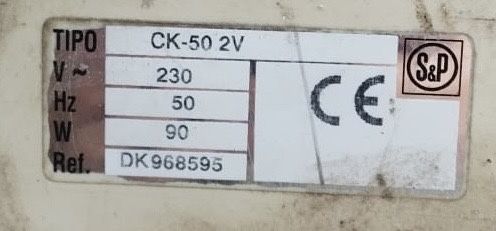 TIPO CK-50 2V
V ~ 230
Hz 50
W 90
Ref. DK968595
CE
S&P